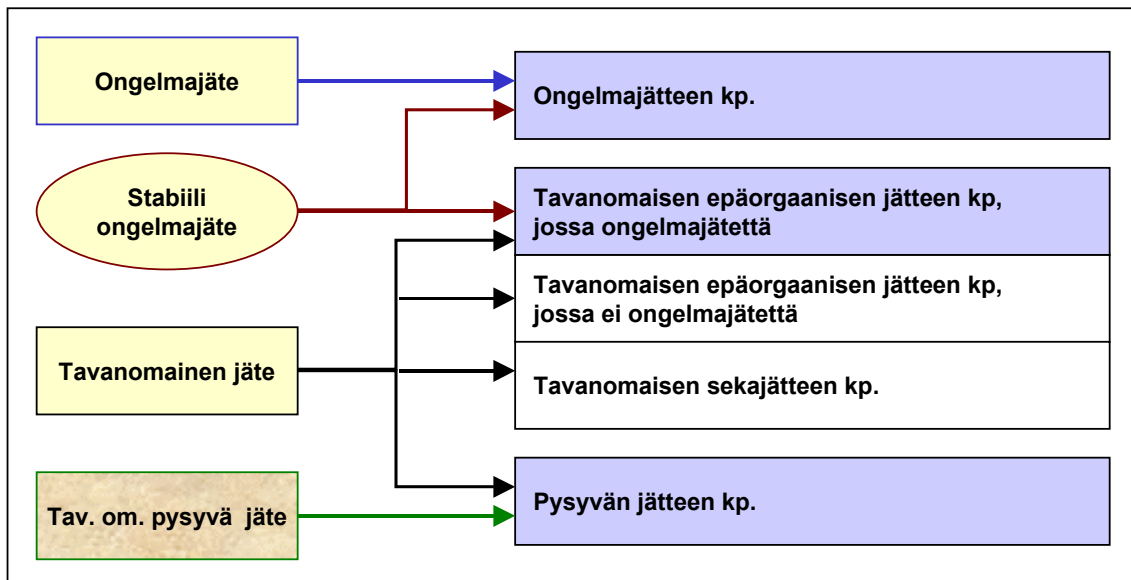 Ongelmajäte
Ongelmajätteen kp.
Stabiili
ongelmajäte
Tavanomaisen epäorgaanisen jätteen kp,
jossa ongelmajätettä
Tavanomaisen epäorgaanisen jätteen kp,
jossa ei ongelmajätettä
Tavanomainen jäte
Tavanomaisen sekajätteen kp.
Tav. om. pysyvä jäte
Pysyvän jätteen kp.